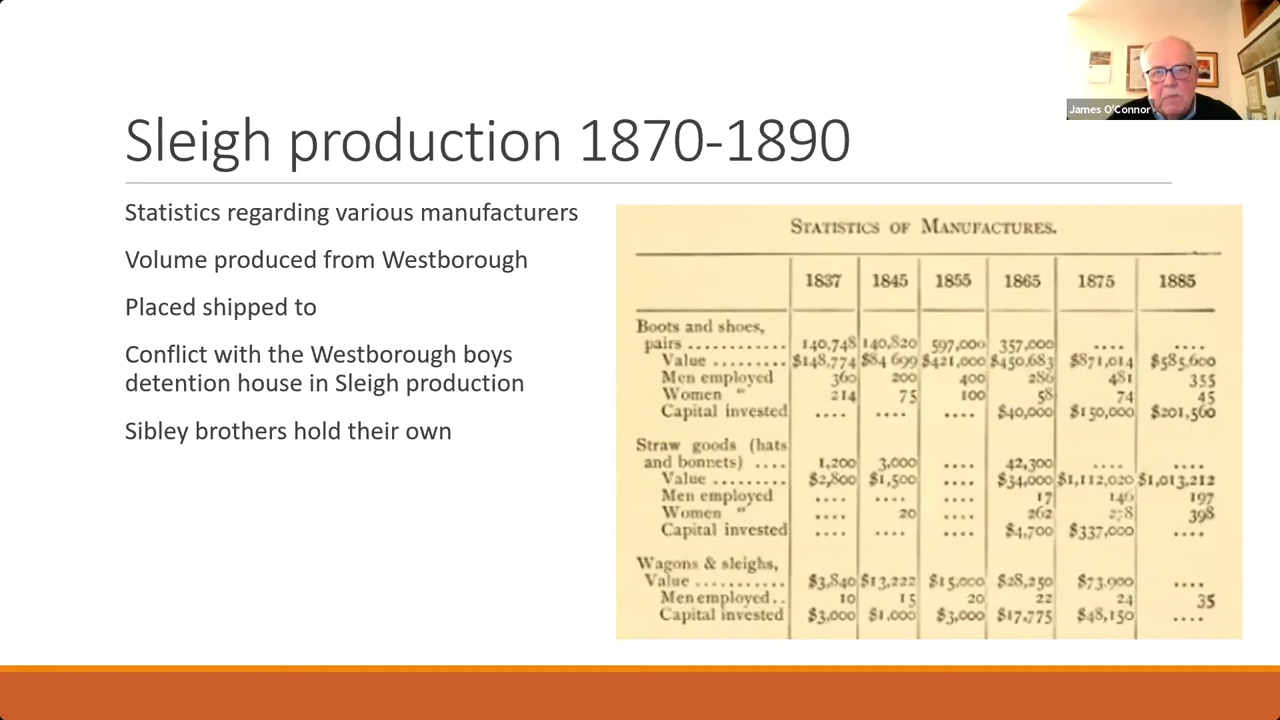 James O'Connor
Sleigh production 1870-1890
Statistics regarding various manufacturers
Volume produced from Westborough
Placed shipped to
Conflict with the Westborough boys
detention house in Sleigh production
Sibley brothers hold their own
STATISTICS OF MANUFACTURES.
1837 1845 1855 1865 1875 1885
Boots and shoes,
pairs ............ 140,748 140,820 597,000 357,000 .... ....
Value ......... $148,774 $84 699 $421,000 $450,683 $871,014 $585,600
Men employed 360 200 400 286 481 355
Women " 214 75 100 58 74 45
Capital invested .... .... .... $40,000 $150,000 $201,560
Straw goods (hats
and bonnets) .... 1,200 3,000 .... 42,300 .... ....
Value ......... $2,800 $1,500 .... $34,000 $1,112,020 $1,013,212
Men employed .... .... .... 17 146 197
Women " .... 20 .... 262 278 398
Capital invested .... .... .... $4,700 $337,000 ....
Wagons & sleighs,
Value ........... $3,840 $13,222 $15,000 $28,250 $73,900 ....
Men employed.. 10 15 20 22 24 35
Capital invested $3,000 $1,000 $3,000 $17,775 $48,150 ....